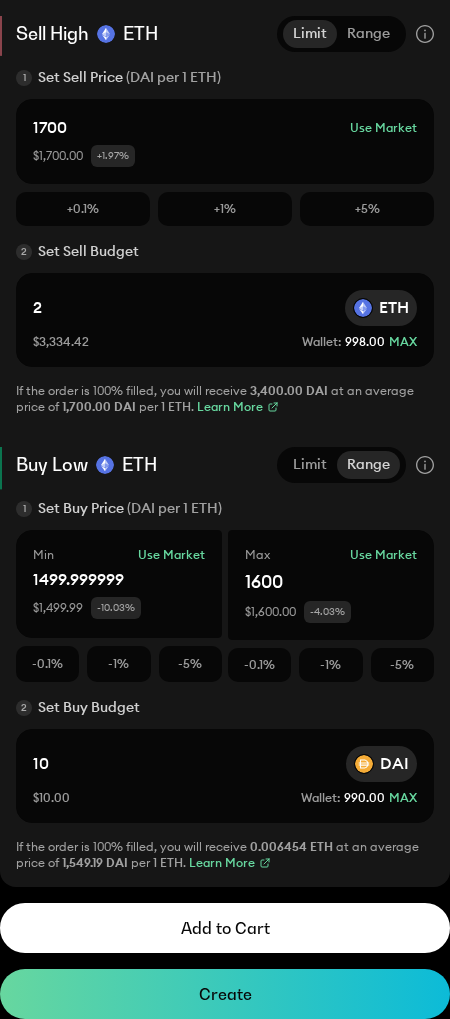 Sell High ETH Limit Range
1 Set Sell Price (DAI per 1 ETH)
1700 Use Market
$1,700.00 +1.97%
+0.1% +1% +5%
2 Set Sell Budget
2 ETH
$3,334.42 Wallet: 998.00 MAX
If the order is 100% filled, you will receive 3,400.00 DAI at an average
price of 1,700.00 DAI per 1 ETH. Learn More
Buy Low ETH Limit Range
1 Set Buy Price (DAI per 1 ETH)
Min Use Market Max Use Market
1499.999999 1600
$1,499.99 -10.03% $1,600.00 -4.03%
-0.1% -1% -5% -0.1% -1% -5%
2 Set Buy Budget
10 DAI
$10.00 Wallet: 990.00 MAX
If the order is 100% filled, you will receive 0.006454 ETH at an average
price of 1,549.19 DAI per 1 ETH. Learn More
Add to Cart
Create